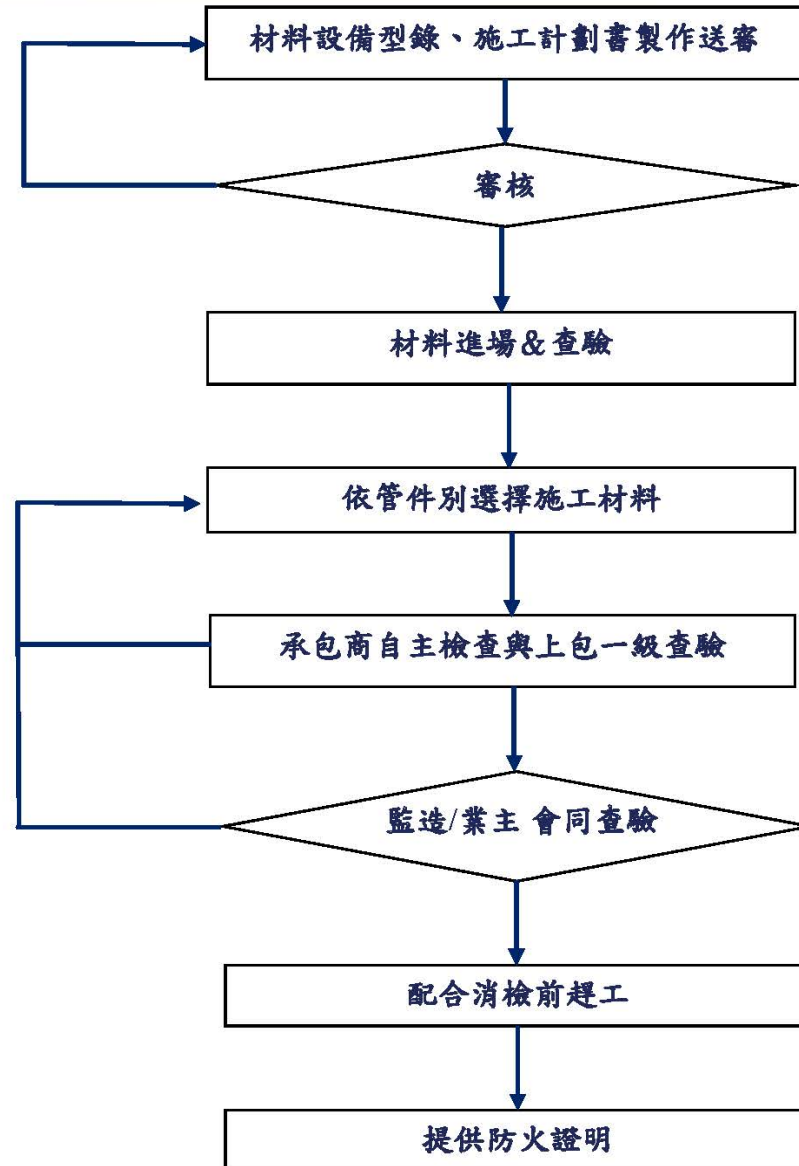 材料設備型錄、施工計劃書製作送審
審核
材料進場＆查驗
依管件別選擇施工材料
承包商自主檢查與上包一級查驗
監造/業主 會同查驗
配合消檢前趕工
提供防火證明